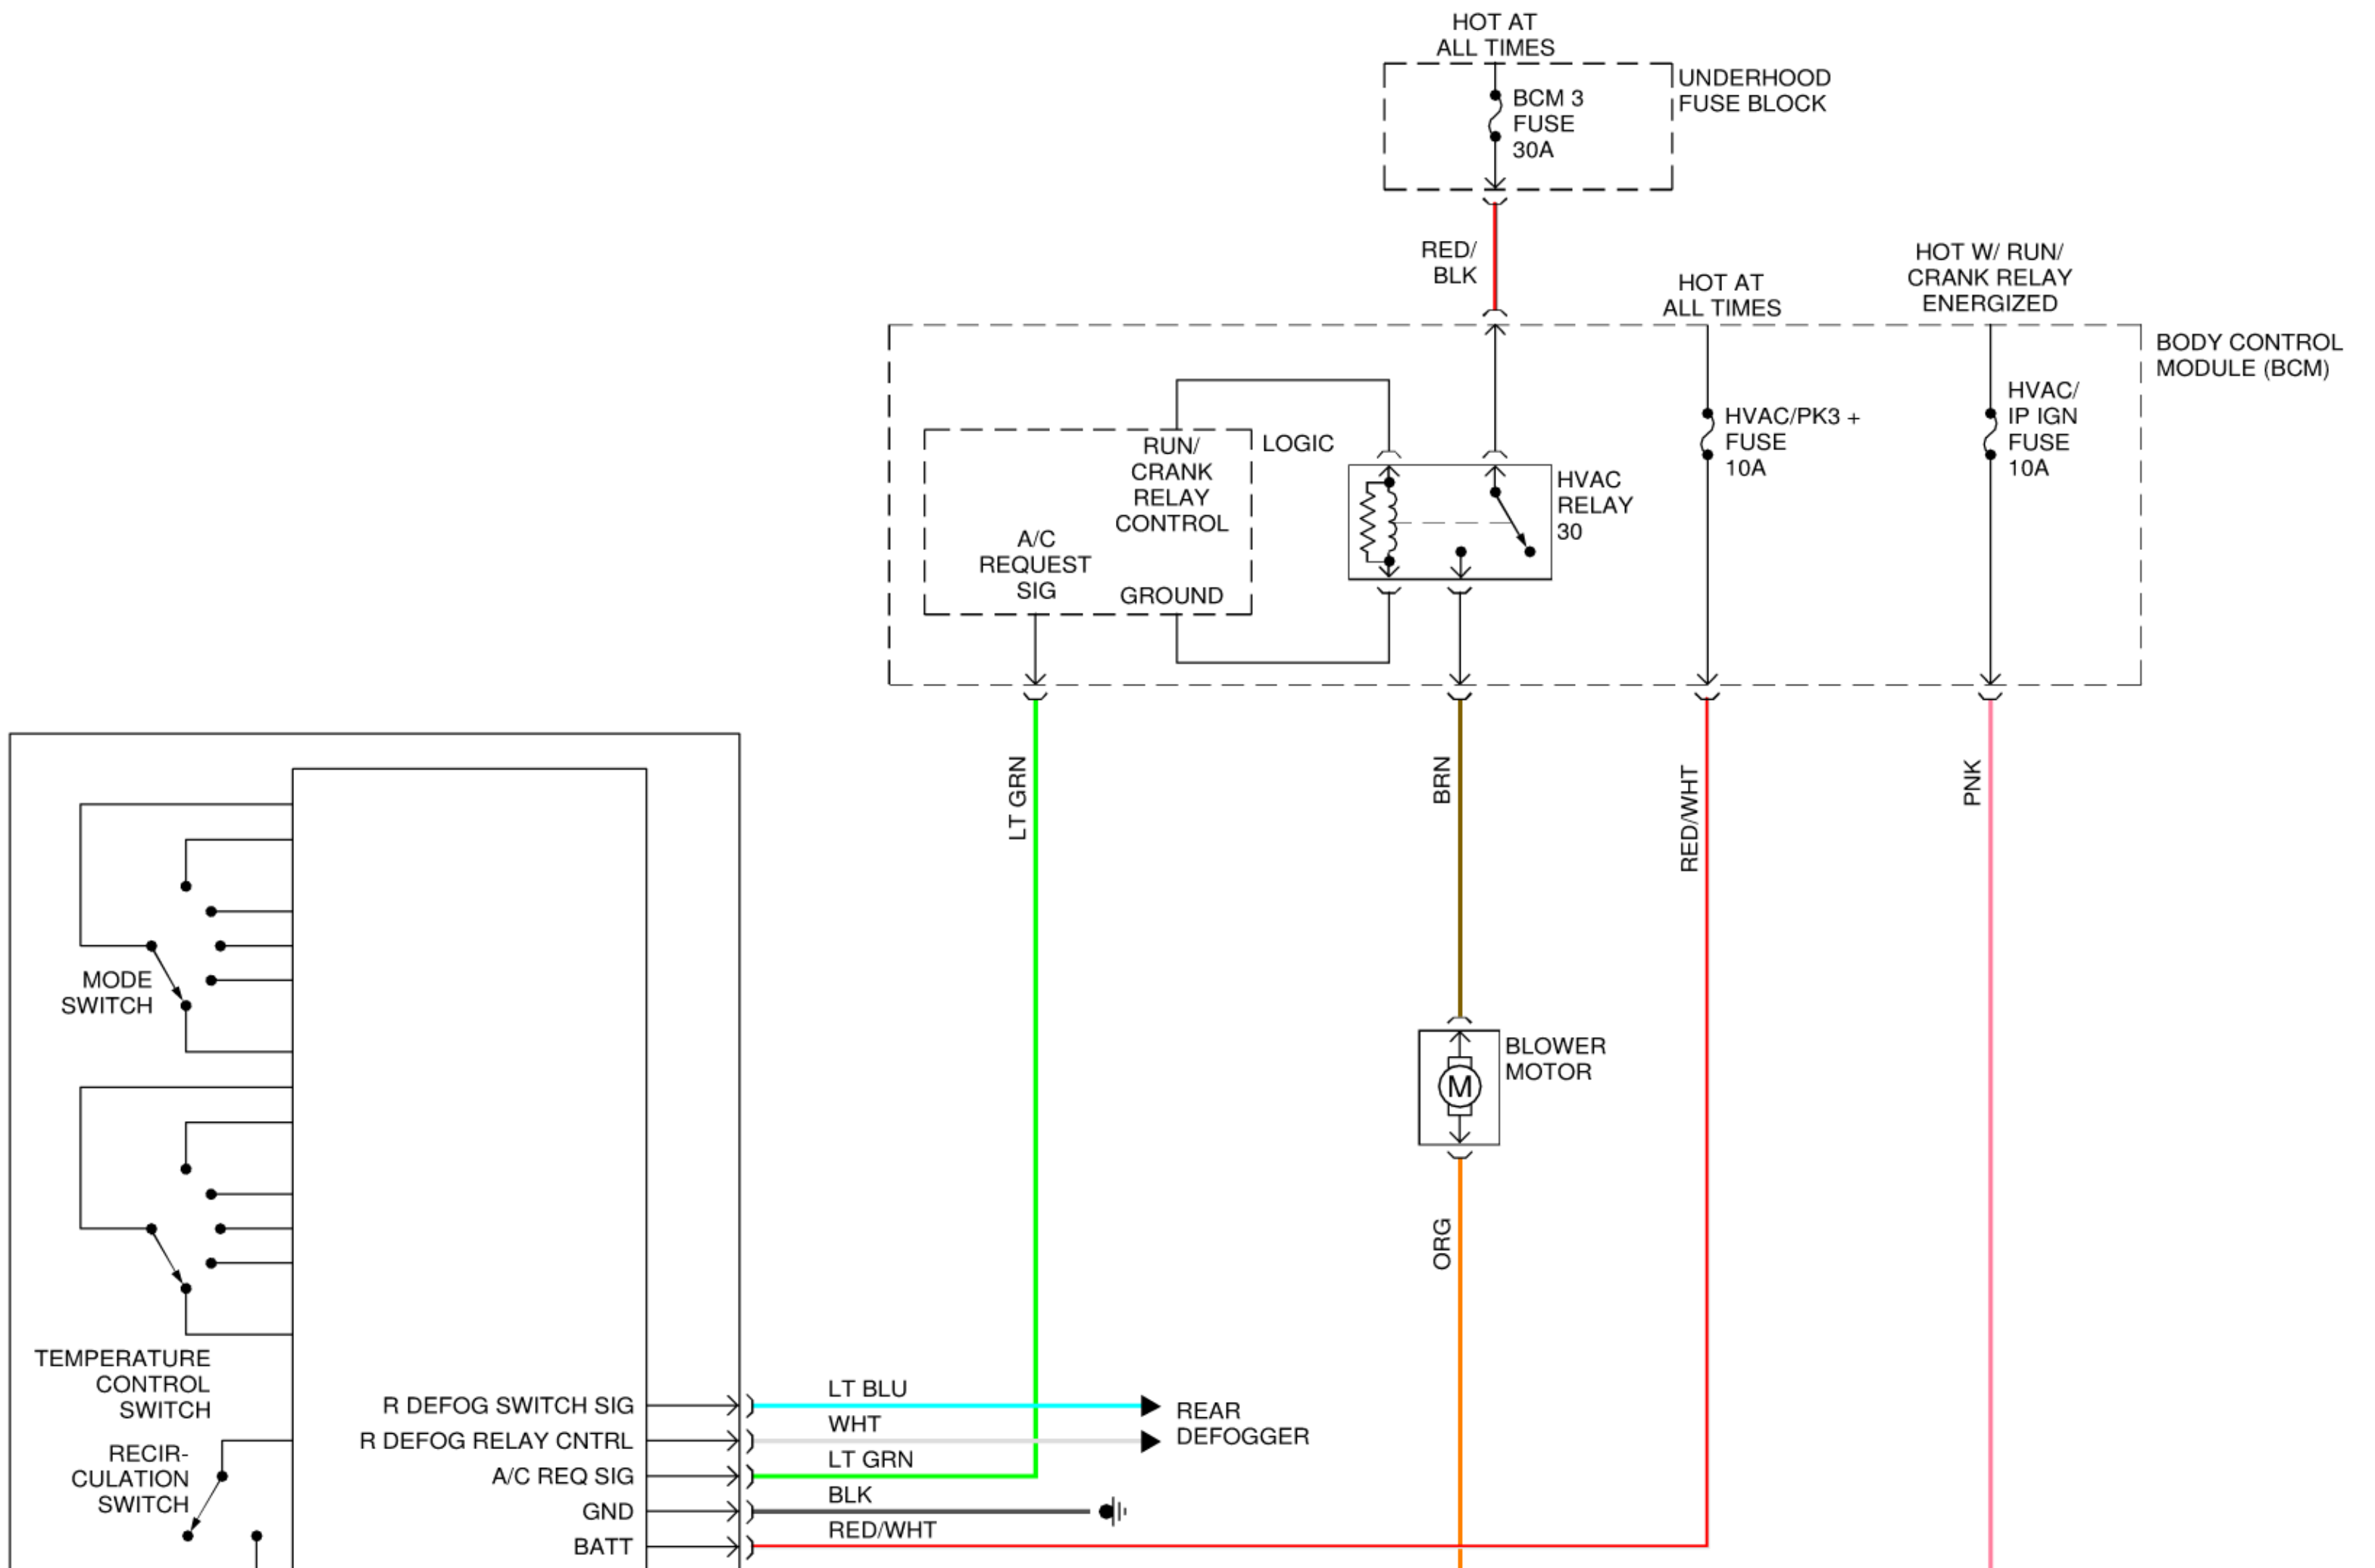 HOT AT
ALL TIMES
UNDERHOOD
FUSE BLOCK
BCM 3
FUSE
30A
RED/
BLK
HOT AT
ALL TIMES
HOT W/ RUN/
CRANK RELAY
ENERGIZED
BODY CONTROL
MODULE (BCM)
HVAC/PK3 +
FUSE
10A
HVAC/
IP IGN
FUSE
10A
LOGIC
RUN/
CRANK
RELAY
CONTROL
A/C
REQUEST
SIG
GROUND
HVAC
RELAY
30
LT GRN
BRN
RED/WHT
PNK
MODE
SWITCH
BLOWER
MOTOR
M
ORG
TEMPERATURE
CONTROL
SWITCH
RECIR-
CULATION
SWITCH
R DEFOG SWITCH SIG
LT BLU
R DEFOG RELAY CNTRL
WHT
REAR
DEFOGGER
A/C REQ SIG
LT GRN
GND
BLK
BATT
RED/WHT